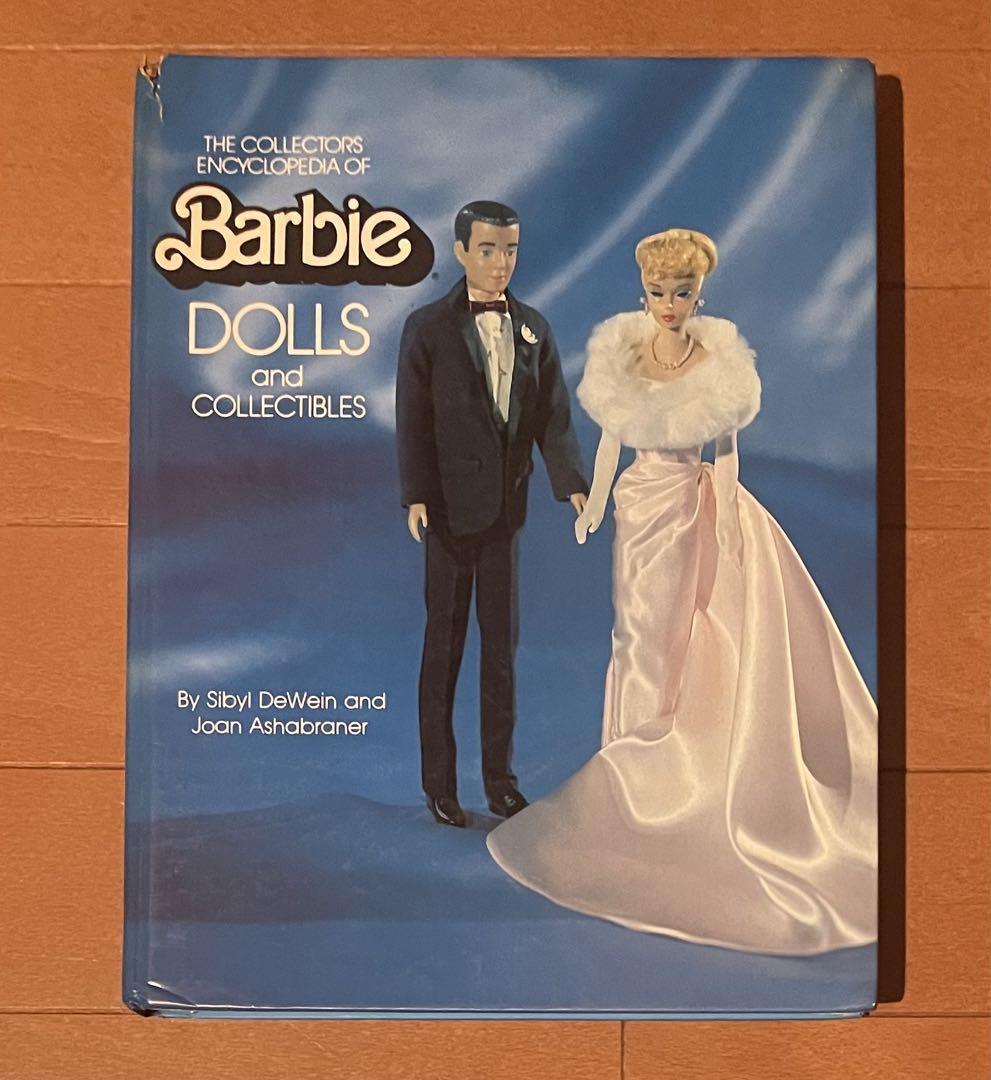 THE COLLECTORS
ENCYCLOPEDIA OF
Barbie
DOLLS
and
COLLECTIBLES
By Sibyl DeWein and
Joan Ashabraner